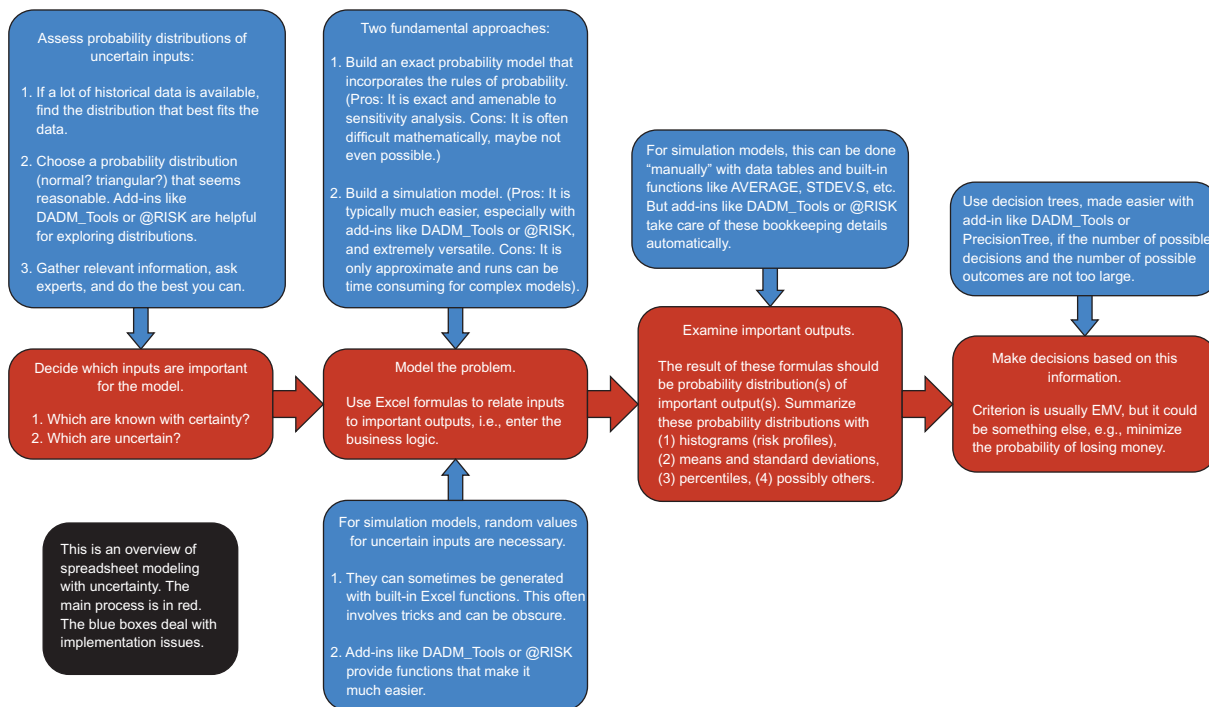 Assess probability distributions of
uncertain inputs:
1. If a lot of historical data is available,
find the distribution that best fits the
data.
2. Choose a probability distribution
(normal? triangular?) that seems
reasonable. Add-ins like
DADM_Tools or @RISK are helpful
for exploring distributions.
3. Gather relevant information, ask
experts, and do the best you can.
Two fundamental approaches:
1. Build an exact probability model that
incorporates the rules of probability.
(Pros: It is exact and amenable to
sensitivity analysis. Cons: It is often
difficult mathematically, maybe not
even possible.)
2. Build a simulation model. (Pros: It is
typically much easier, especially with
add-ins like DADM_Tools or @RISK,
and extremely versatile. Cons: It is
only approximate and runs can be
time consuming for complex models).
For simulation models, this can be done
“manually” with data tables and built-in
functions like AVERAGE, STDEV.S, etc.
But add-ins like DADM_Tools or @RISK
take care of these bookkeeping details
automatically.
Use decision trees, made easier with
add-in like DADM_Tools or
PrecisionTree, if the number of possible
decisions and the number of possible
outcomes are not too large.
Decide which inputs are important
for the model.
1. Which are known with certainty?
2. Which are uncertain?
Model the problem.
Use Excel formulas to relate inputs
to important outputs, i.e., enter the
business logic.
Examine important outputs.
The result of these formulas should
be probability distribution(s) of
important output(s). Summarize
these probability distributions with
(1) histograms (risk profiles),
(2) means and standard deviations,
(3) percentiles, (4) possibly others.
Make decisions based on this
information.
Criterion is usually EMV, but it could
be something else, e.g., minimize
the probability of losing money.
This is an overview of
spreadsheet modeling
with uncertainty. The
main process is in red.
The blue boxes deal with
implementation issues.
For simulation models, random values
for uncertain inputs are necessary.
1. They can sometimes be generated
with built-in Excel functions. This often
involves tricks and can be obscure.
2. Add-ins like DADM_Tools or @RISK
provide functions that make it
much easier.